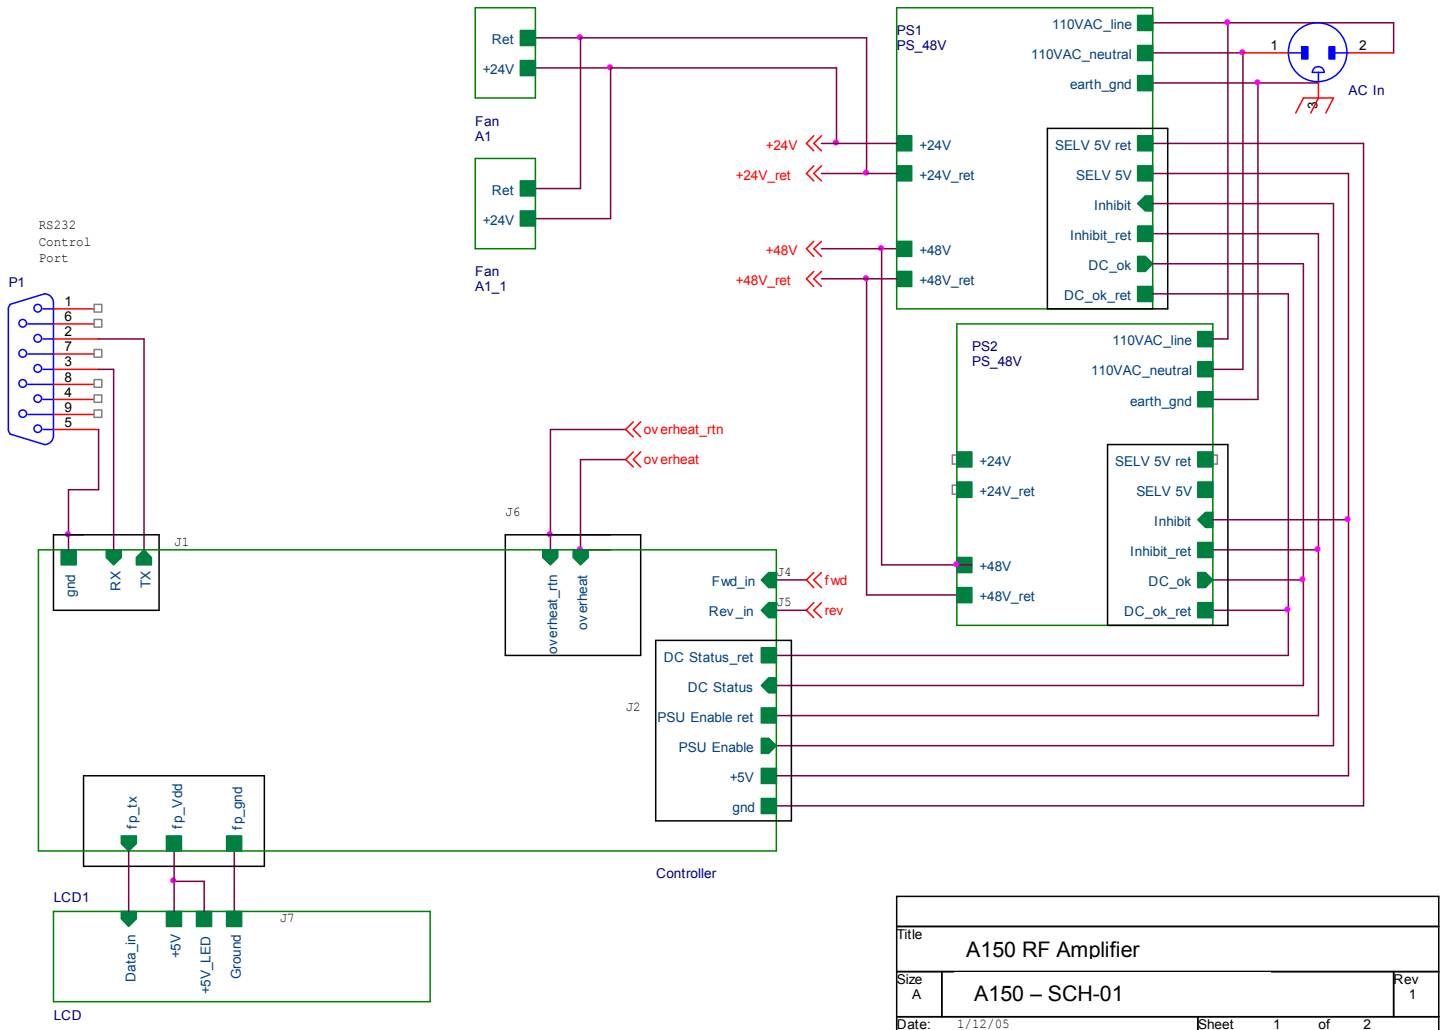 Ret
+24V
Fan
A1
Ret
+24V
Fan
A1_1
PS1
PS_48V
110VAC_line
110VAC_neutral
earth_gnd
1
2
3
AC In
SELV 5V ret
SELV 5V
Inhibit
Inhibit_ret
DC_ok
DC_ok_ret
+24V
+24V_ret
+48V
+48V_ret
+24V
+24V_ret
+48V
+48V_ret
PS2
PS_48V
110VAC_line
110VAC_neutral
earth_gnd
+24V
+24V_ret
+48V
+48V_ret
SELV 5V ret
SELV 5V
Inhibit
Inhibit_ret
DC_ok
DC_ok_ret
RS232
Control
Port
P1
1
6
2
7
3
8
4
9
5
overheat_rtn
overheat
J1
gnd
RX
TX
J6
overheat_rtn
overheat
J4
Fwd_in
fwd
J5
Rev_in
rev
J2
DC Status_ret
DC Status
PSU Enable ret
PSU Enable
+5V
gnd
fp_tx
fp_Vdd
fp_gnd
Controller
LCD1
J7
Data_in
+5V
+5V_LED
Ground
LCD
Title
A150 RF Amplifier
Size
A
A150 – SCH-01
Rev
1
Date: 1/12/05
Sheet 1 of 2